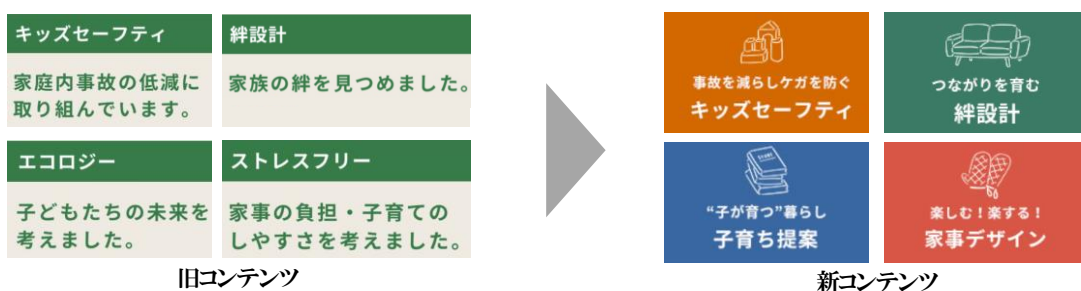 キッズセーフティ
家庭内事故の低減に
取り組んでいます。
絆設計
家族の絆を見つめました。
エコロジー
子どもたちの未来を
考えました。
ストレスフリー
家事の負担・子育ての
しやすさを考えました。
旧コンテンツ
事故を減らしケガを防ぐ
キッズセーフティ
つながりを育む
絆設計
“子が育つ”暮らし
子育ち提案
楽しむ!楽する!
家事デザイン
新コンテンツ